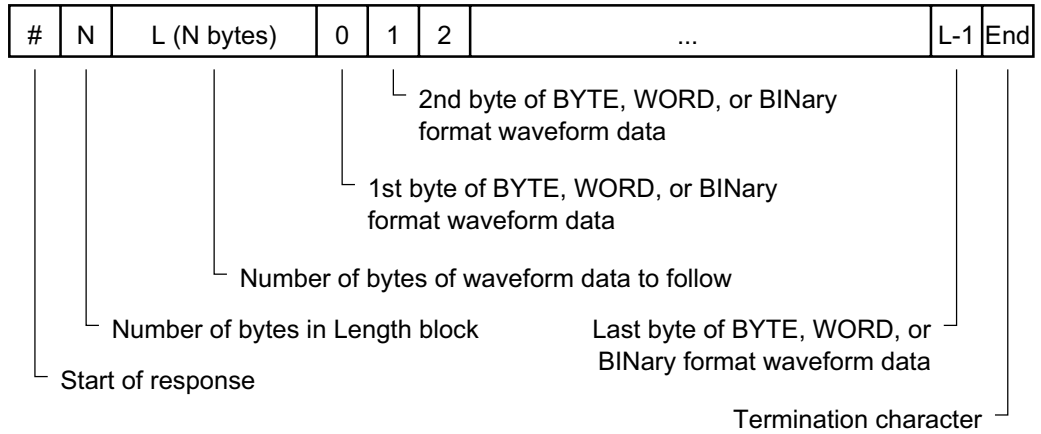 # N L (N bytes) 0 1 2 ... L-1 End
2nd byte of BYTE, WORD, or BINary
format waveform data
1st byte of BYTE, WORD, or BINary
format waveform data
Number of bytes of waveform data to follow
Number of bytes in Length block
Last byte of BYTE, WORD, or
BINary format waveform data
Start of response
Termination character